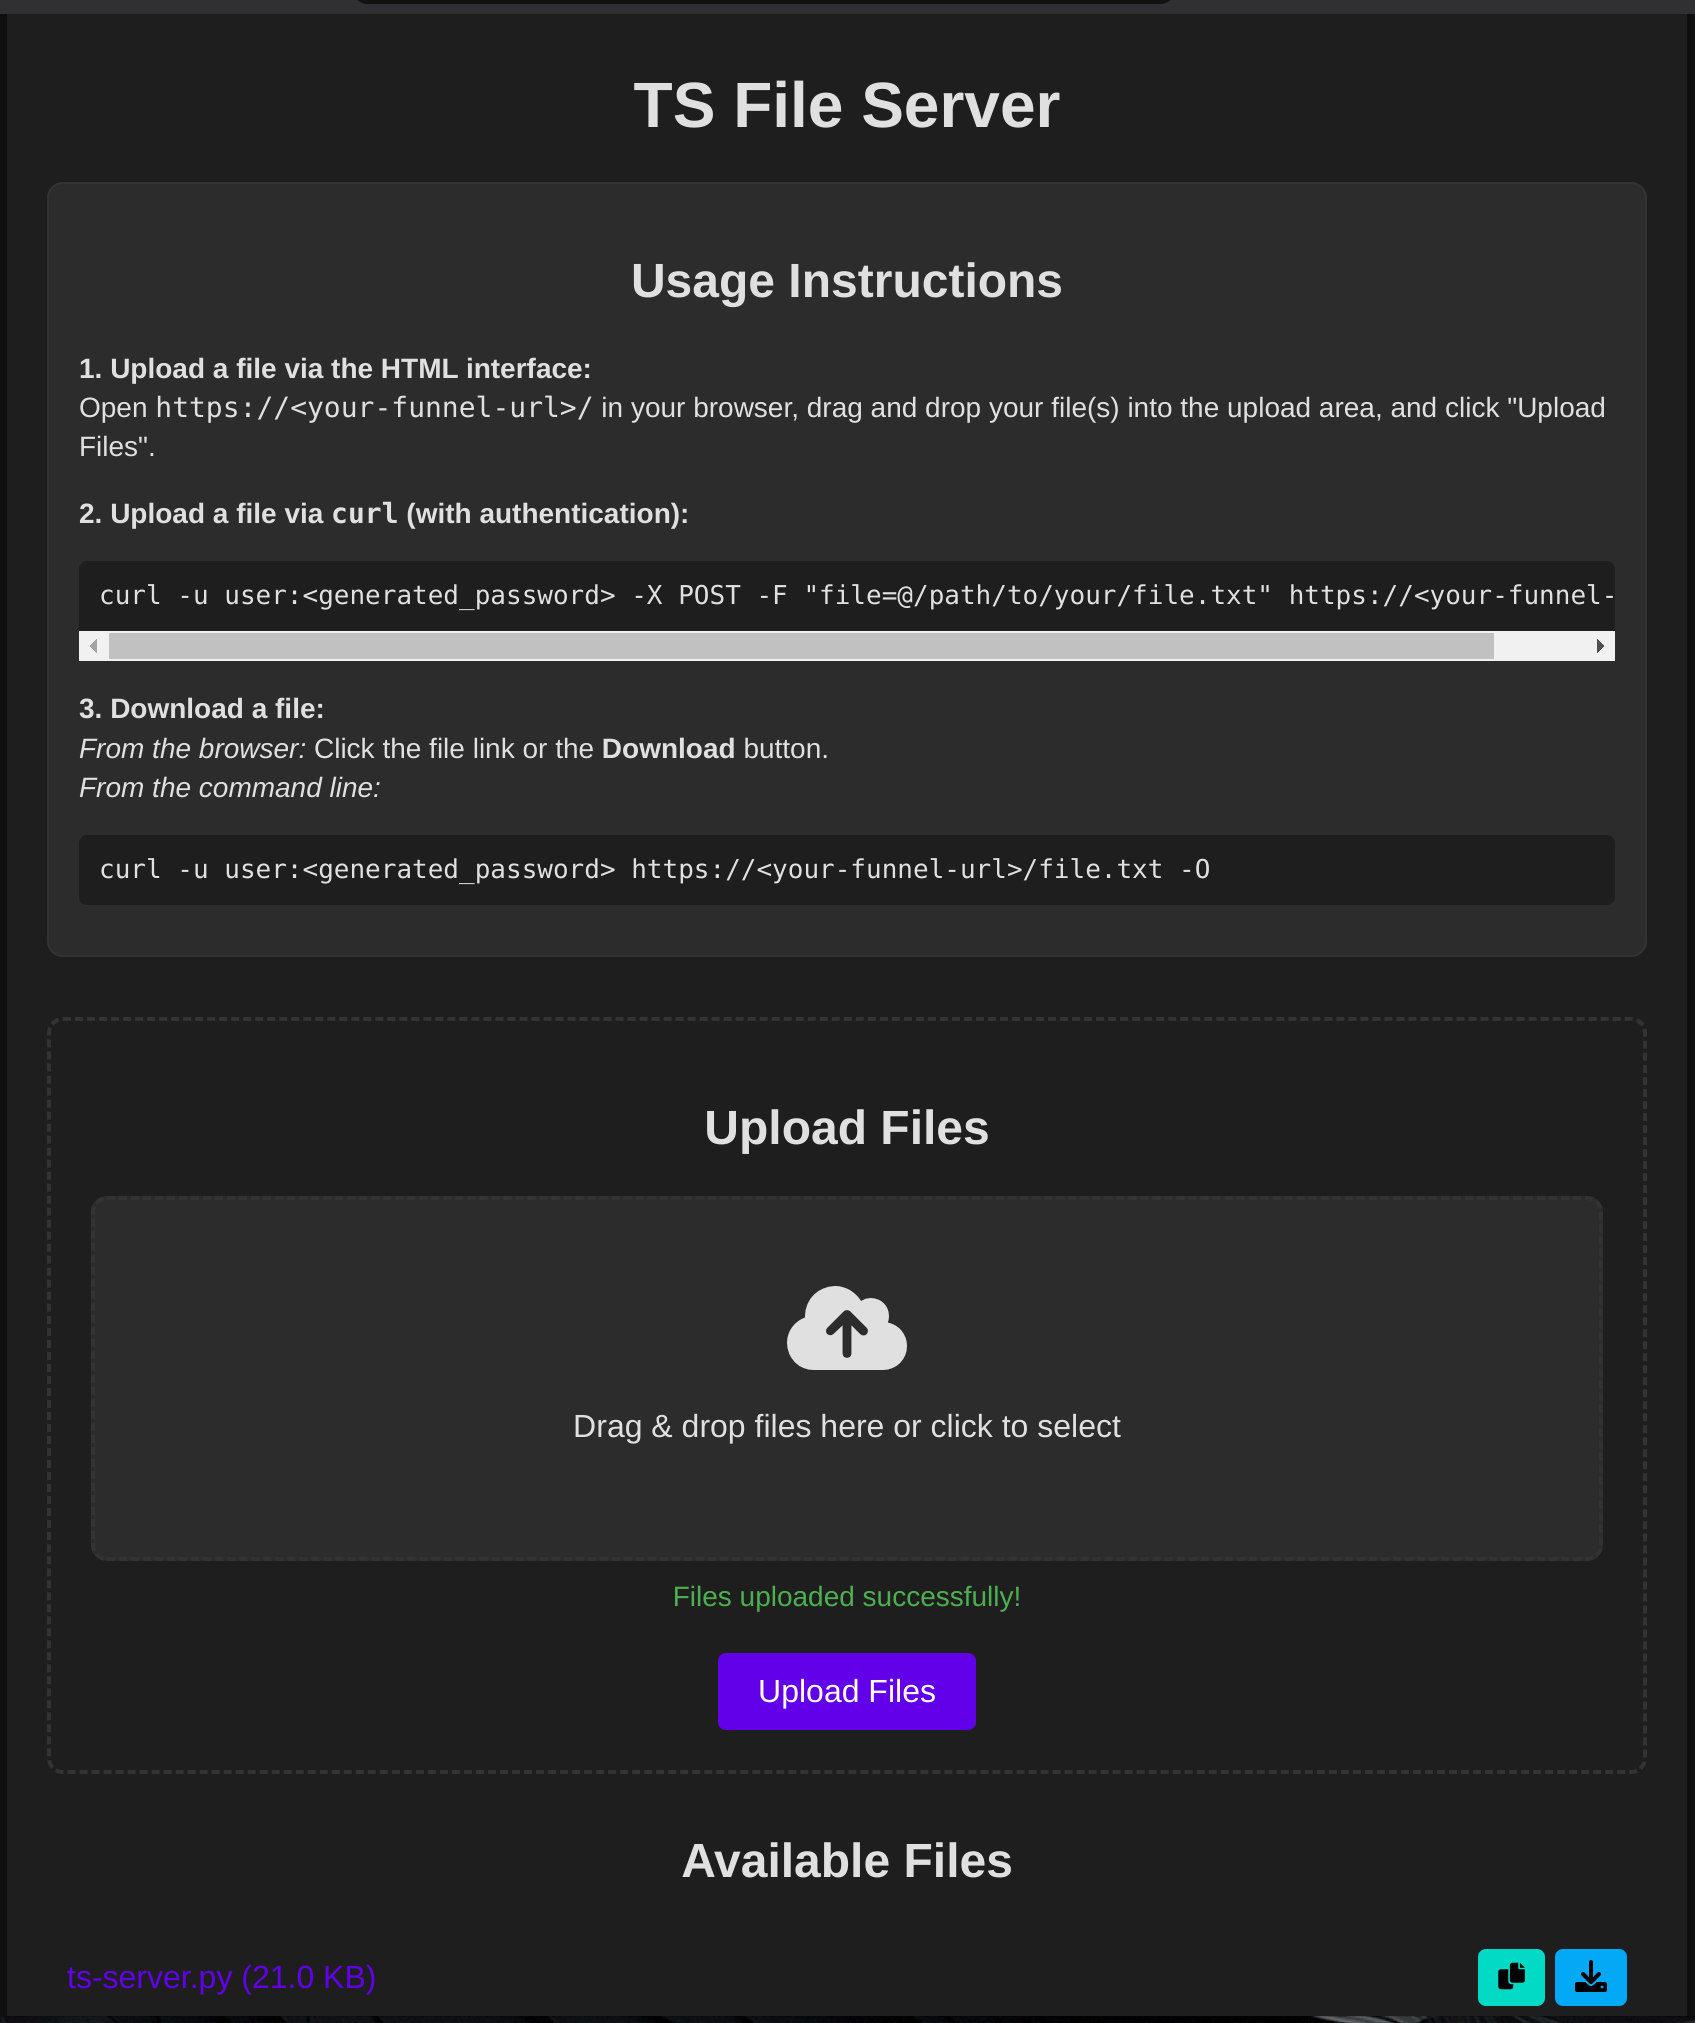 TS File Server
Usage Instructions
1. Upload a file via the HTML interface:
Open https://<your-funnel-url>/ in your browser, drag and drop your file(s) into the upload area, and click "Upload
Files".
2. Upload a file via curl (with authentication):
curl -u user:<generated_password> -X POST -F "file=@/path/to/your/file.txt" https://<your-funnel-
3. Download a file:
From the browser: Click the file link or the Download button.
From the command line:
curl -u user:<generated_password> https://<your-funnel-url>/file.txt -O
Upload Files
Drag & drop files here or click to select
Files uploaded successfully!
Upload Files
Available Files
ts-server.py (21.0 KB)